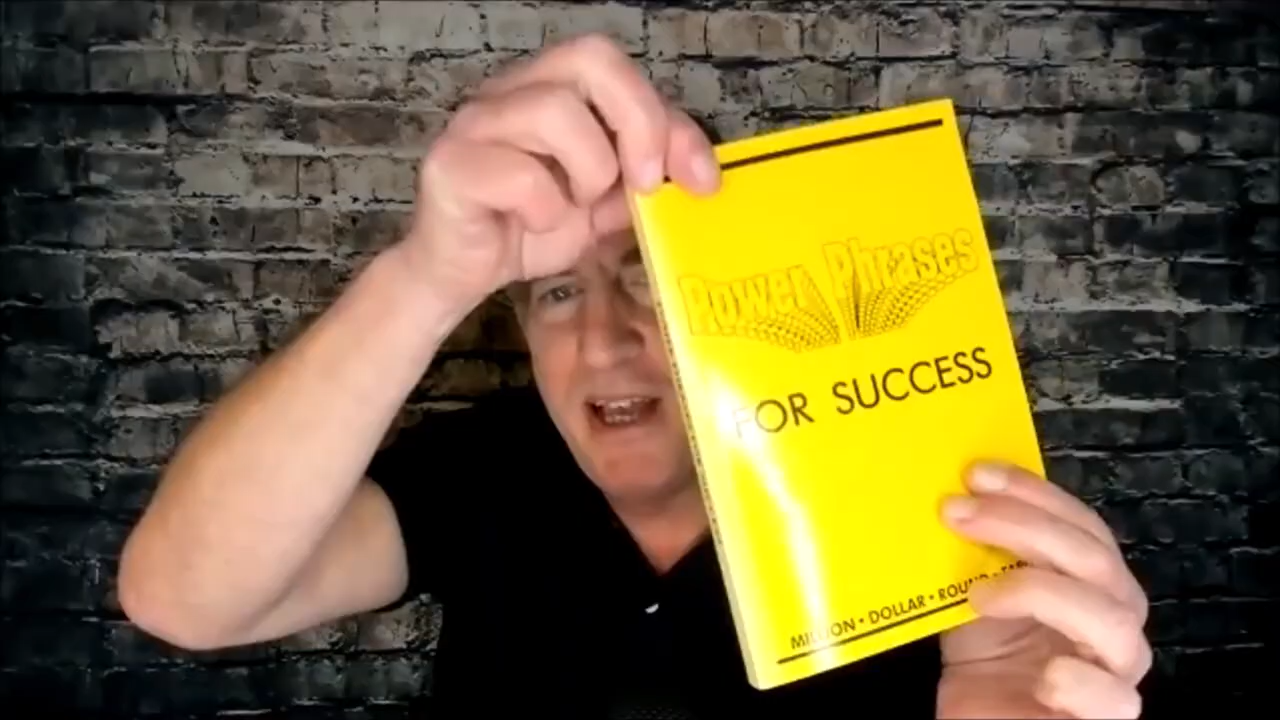 Power Phrases
FOR SUCCESS
MILLION • DOLLAR • ROUND •